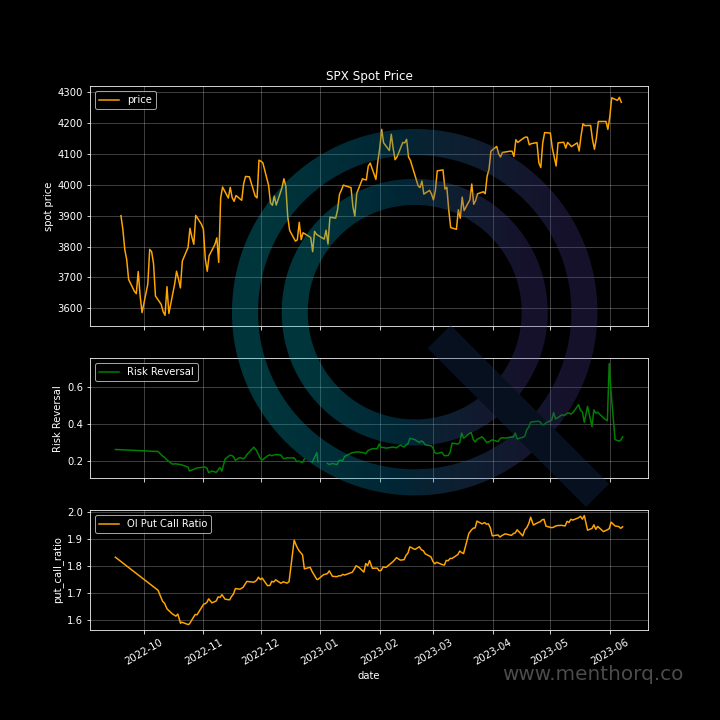 SPX Spot Price
price
4300
4200
4100
4000
3900
3800
3700
3600
spot price
Risk Reversal
0.6
0.4
0.2
Risk Reversal
OI Put Call Ratio
2.0
1.9
1.8
1.7
1.6
put_call_ratio
2022-10
2022-11
2022-12
2023-01
2023-02
2023-03
2023-04
2023-05
2023-06
date
www.menthorq.co